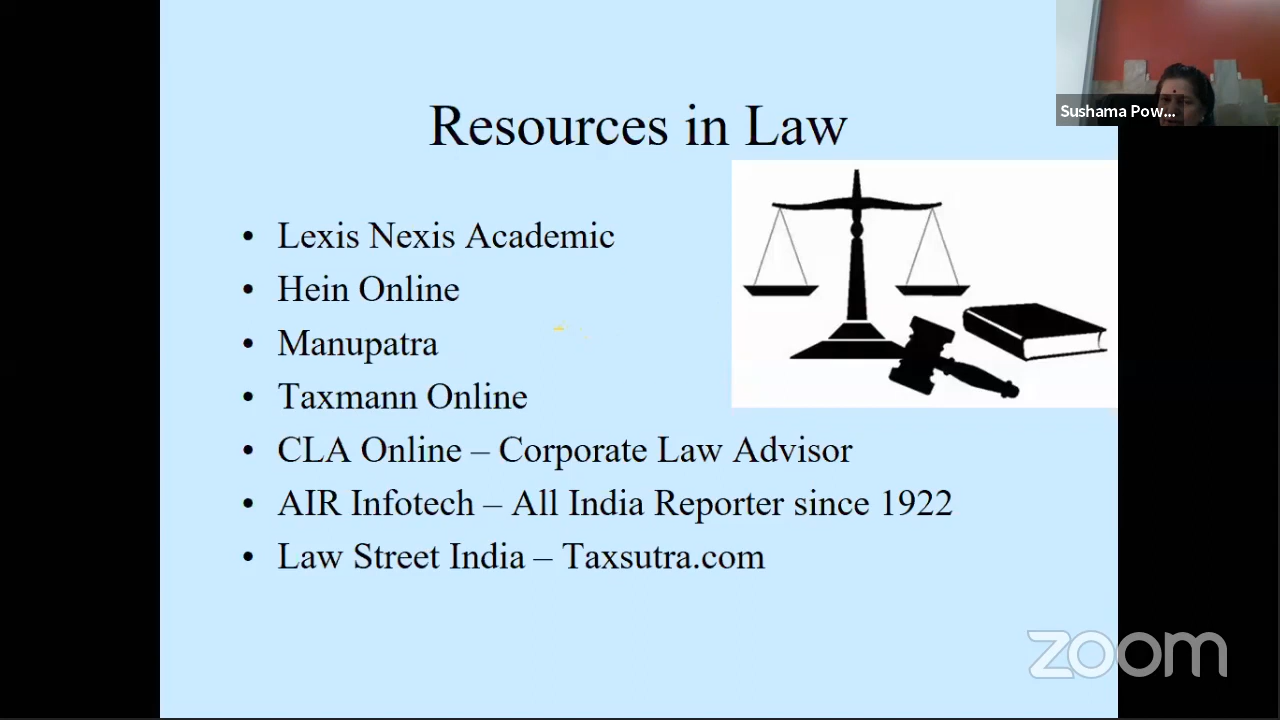 Sushama Pow...
Resources in Law
• Lexis Nexis Academic
• Hein Online
• Manupatra
• Taxmann Online
• CLA Online – Corporate Law Advisor
• AIR Infotech – All India Reporter since 1922
• Law Street India – Taxsutra.com
zoom